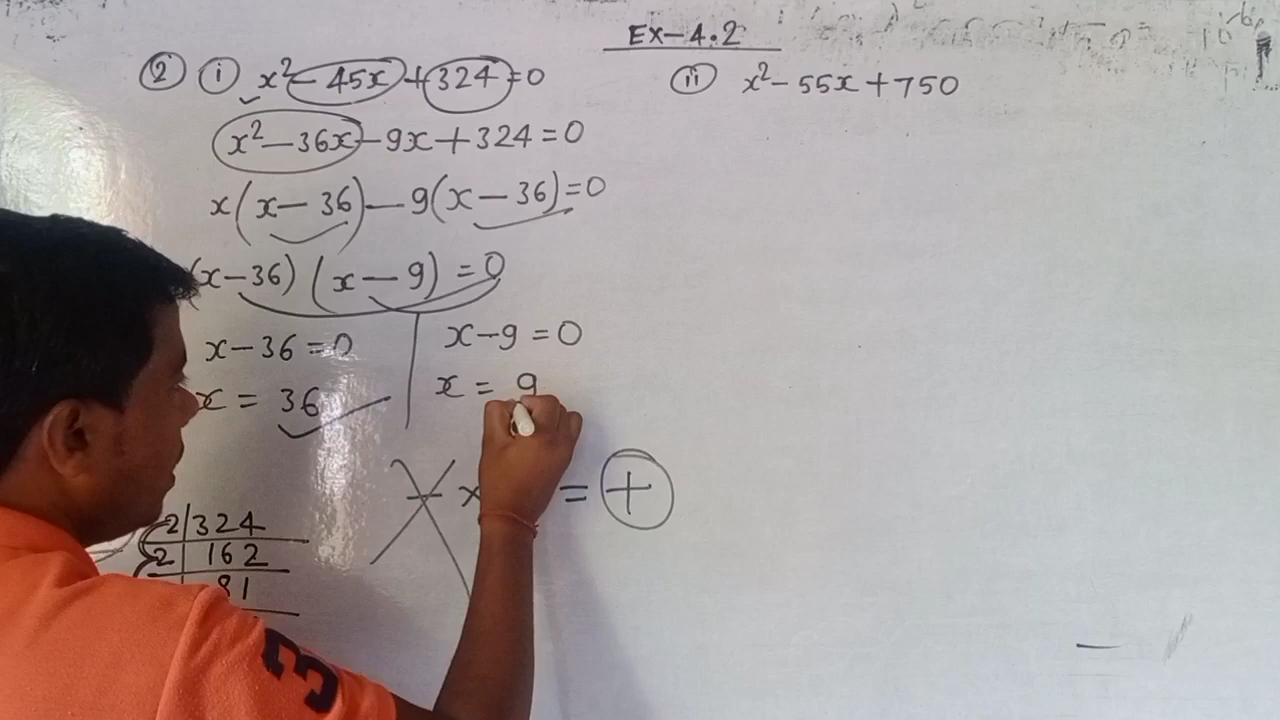 Ex-4.2
② ⓘ x² - 45x + 324 = 0
x² - 36x - 9x + 324 = 0
x(x - 36) - 9(x - 36) = 0
(x - 36) (x - 9) = 0
x - 36 = 0
x = 36
x - 9 = 0
x = 9
= +
2 324
2 162
81
3
(ii) x² - 55x + 750